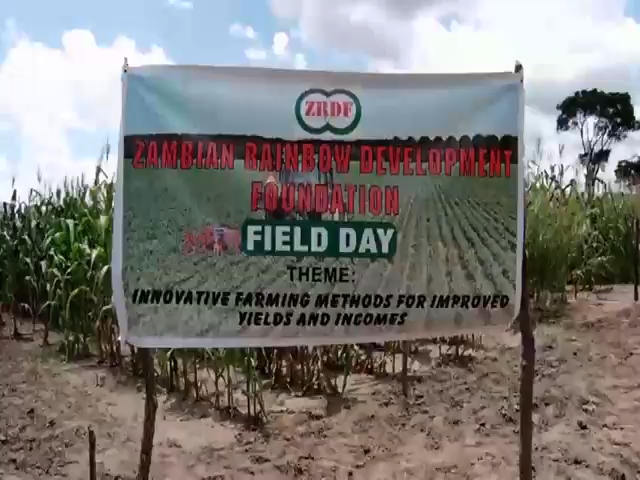 ZRDF
ZAMBIAN RAINBOW DEVELOPMENT
FOUNDATION
FIELD DAY
THEME:
INNOVATIVE FARMING METHODS FOR IMPROVED
YIELDS AND INCOMES